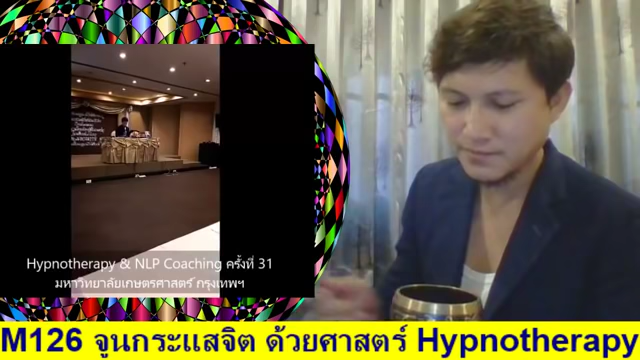 Hypnotherapy & NLP Coaching ครั้งที่ 31
มหาวิทยาลัยเกษตรศาสตร์ กรุงเทพฯ
M126 จูนกระแสจิต ด้วยศาสตร์ Hypnotherapy